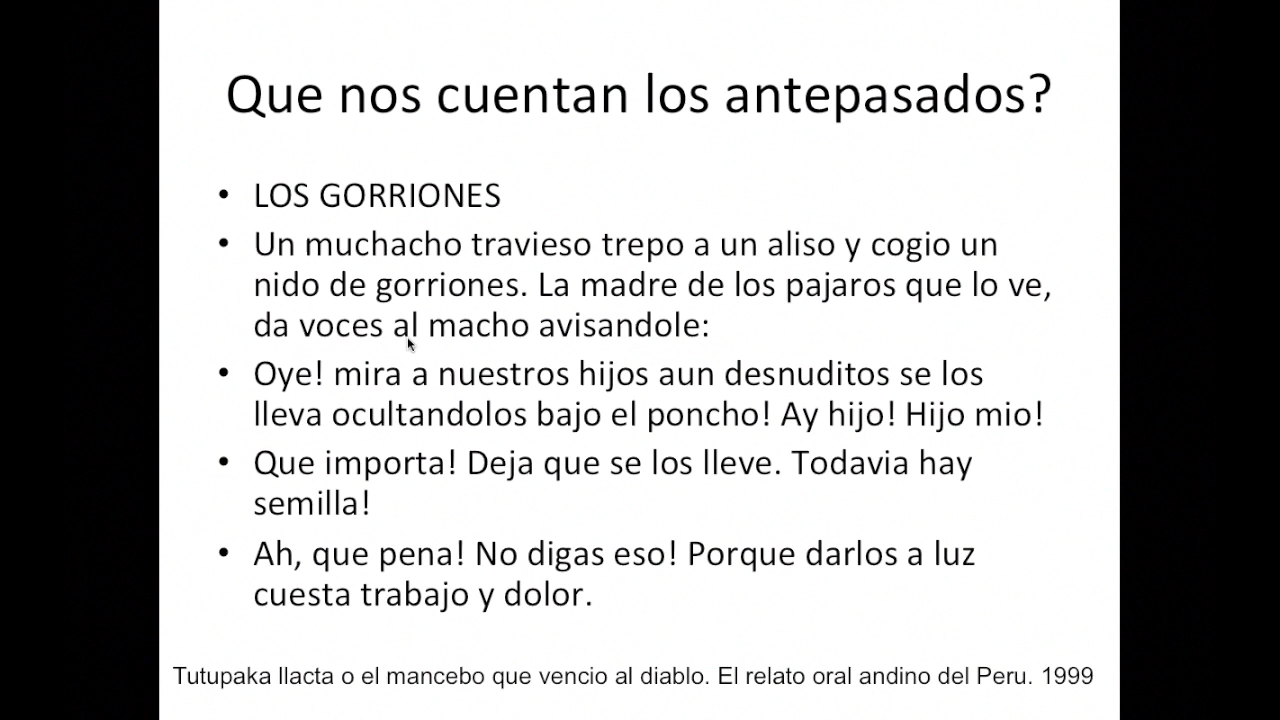 Que nos cuentan los antepasados?
• LOS GORRIONES
• Un muchacho travieso trepo a un aliso y cogio un
nido de gorriones. La madre de los pajaros que lo ve,
da voces al macho avisandole:
• Oye! mira a nuestros hijos aun desnuditos se los
lleva ocultandolos bajo el poncho! Ay hijo! Hijo mio!
• Que importa! Deja que se los lleve. Todavia hay
semilla!
• Ah, que pena! No digas eso! Porque darlos a luz
cuesta trabajo y dolor.
Tutupaka llacta o el mancebo que vencio al diablo. El relato oral andino del Peru. 1999